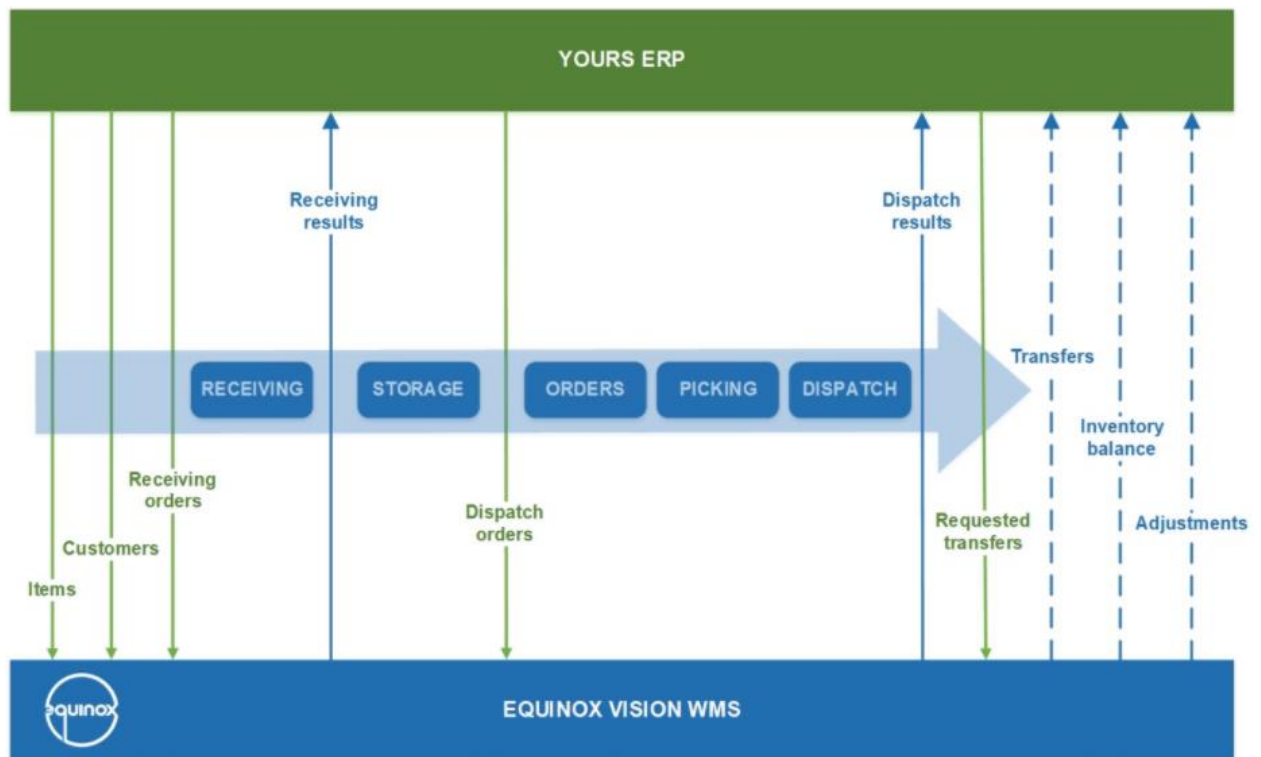 YOURS ERP
Receiving
results
Dispatch
results
RECEIVING
STORAGE
ORDERS
PICKING
DISPATCH
Transfers
Inventory
balance
Receiving
orders
Dispatch
orders
Requested
transfers
Adjustments
Customers
Items
equinox
EQUINOX VISION WMS